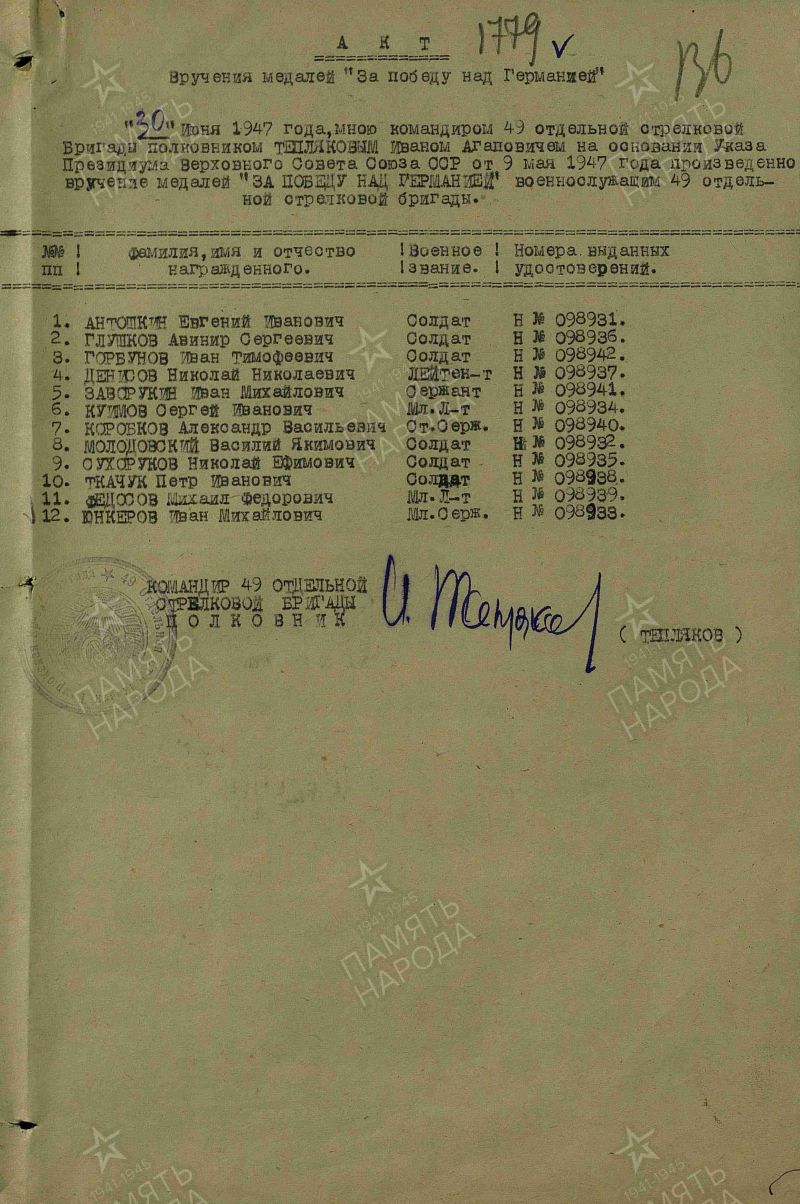 А К Т 1779 V
136
Вручения медалей "За победу над Германией"
"30" Июня 1947 года,мною командиром 49 отдельной стрелковой
Бригады полковником ТЕПЛЯКОВЫМ Иваном Агаповичем на основании Указа
Президиума Верховного Совета Союза ССР от 9 мая 1947 года произведенно
вручение медалей "ЗА ПОБЕДУ НАД ГЕРМАНИЕЙ" военнослужащим 49 отдель-
ной стрелковой бригады.
№№ ! фамилия,имя и отчество !Военное ! Номера выданных
пп ! награжденного. !звание. ! удостоверений.
1. АНТОШКИН Евгений Иванович Солдат Н № 098931.
2. ГЛУШКОВ Авинир Сергеевич Солдат Н № 098936.
3. ГОРБУНОВ Иван Тимофеевич Солдат Н № 098942.
4. ДЕНИСОВ Николай Николаевич ЛЕЙТен-т Н № 098937.
5. ЗАВОРУКИН Иван Михайлович Сержант Н № 098941.
6. КУИМОВ Сергей Иванович Мл.Л-т Н № 098934.
7. КОРОБКОВ Александр Васильевич Ст.Серж. Н № 098940.
8. МОЛОДОВСКИЙ Василий Якимович Солдат Н № 098932.
9. СУХОРУКОВ Николай Ефимович Солдат Н № 098935.
10. ТКАЧУК Петр Иванович Солдат Н № 098938.
11. ФЕДОСОВ Михаил Федорович Мл.Л-т Н № 098939.
12. ЮНКЕРОВ Иван Михайлович Мл.Серж. Н № 098933.
КОМАНДИР 49 ОТДЕЛЬНОЙ
СТРЕЛКОВОЙ БРИГАДЫ
П О Л К О В Н И К
( ТЕПЛЯКОВ )
1941-1945
ПАМЯТЬ
НАРОДА